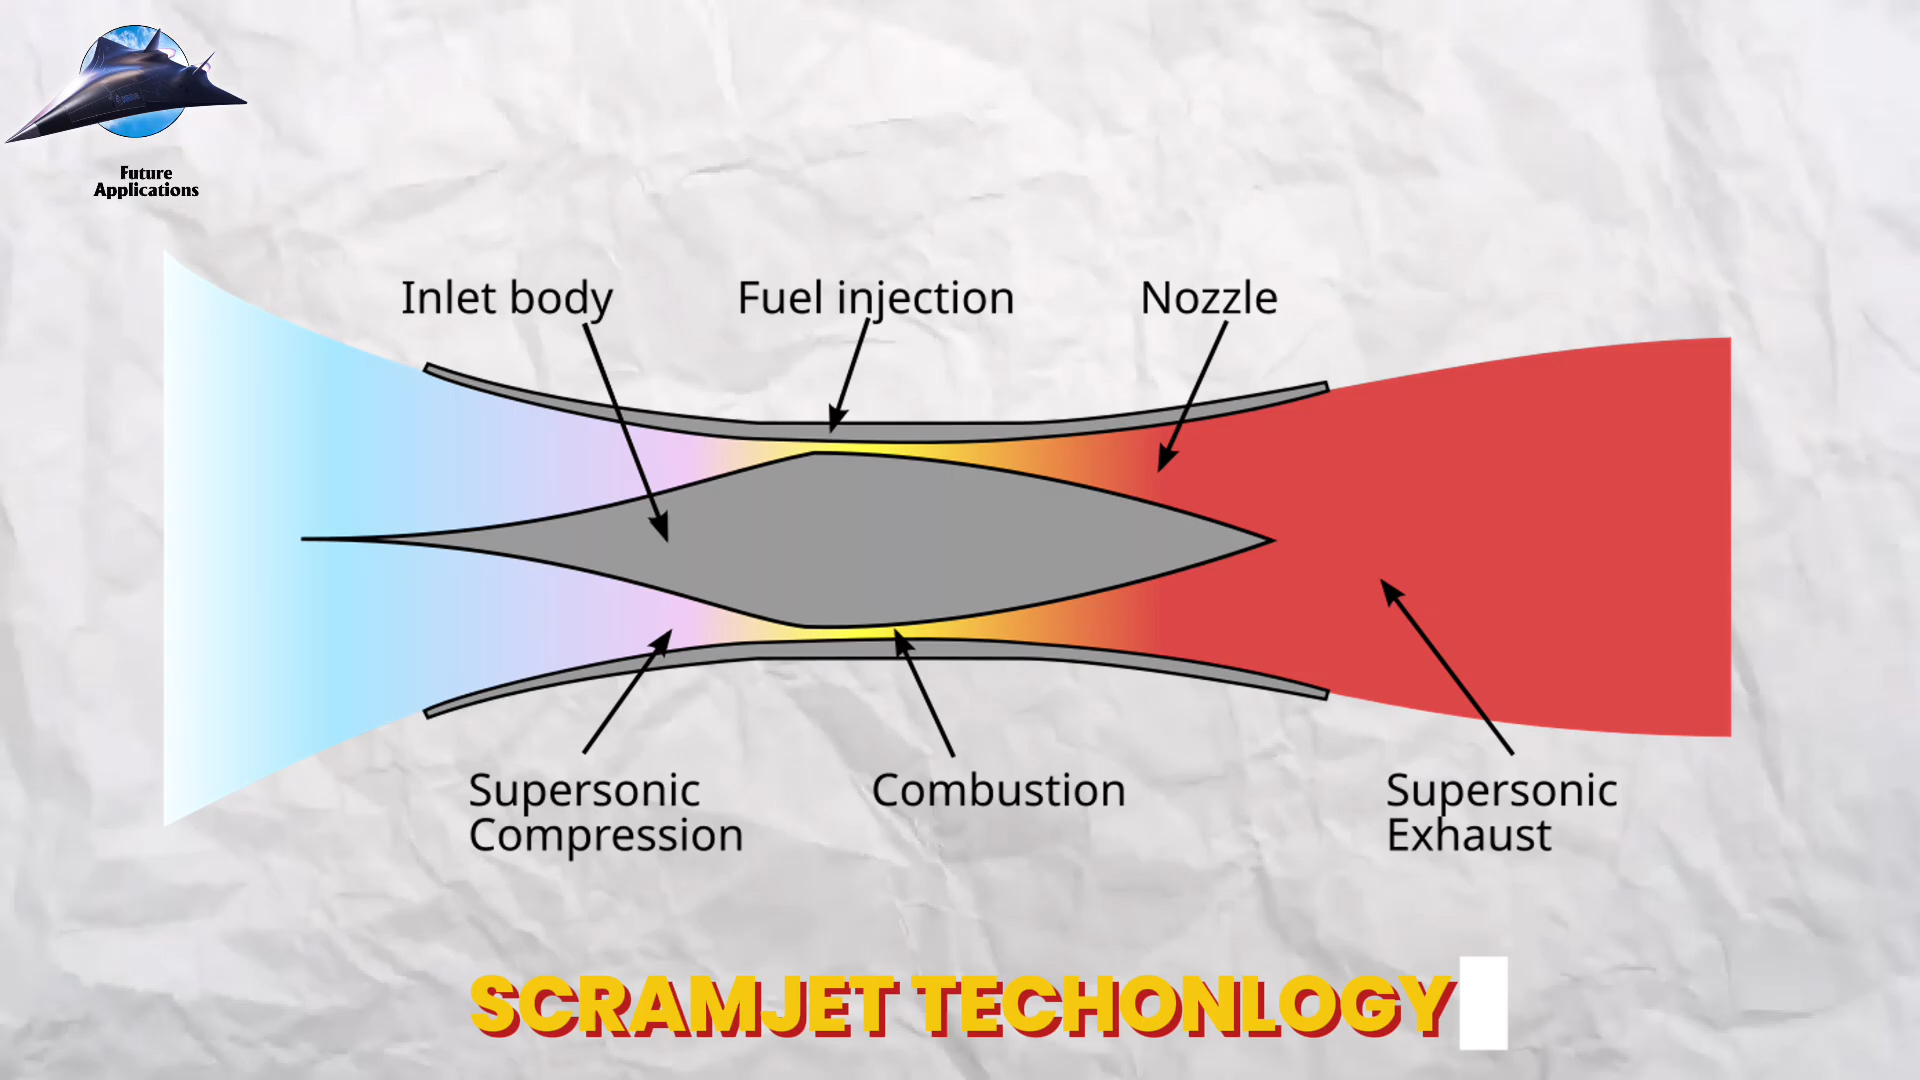 Future
Applications
Inlet body
Fuel injection
Nozzle
Supersonic
Compression
Combustion
Supersonic
Exhaust
SCRAMJET TECHONLOGY